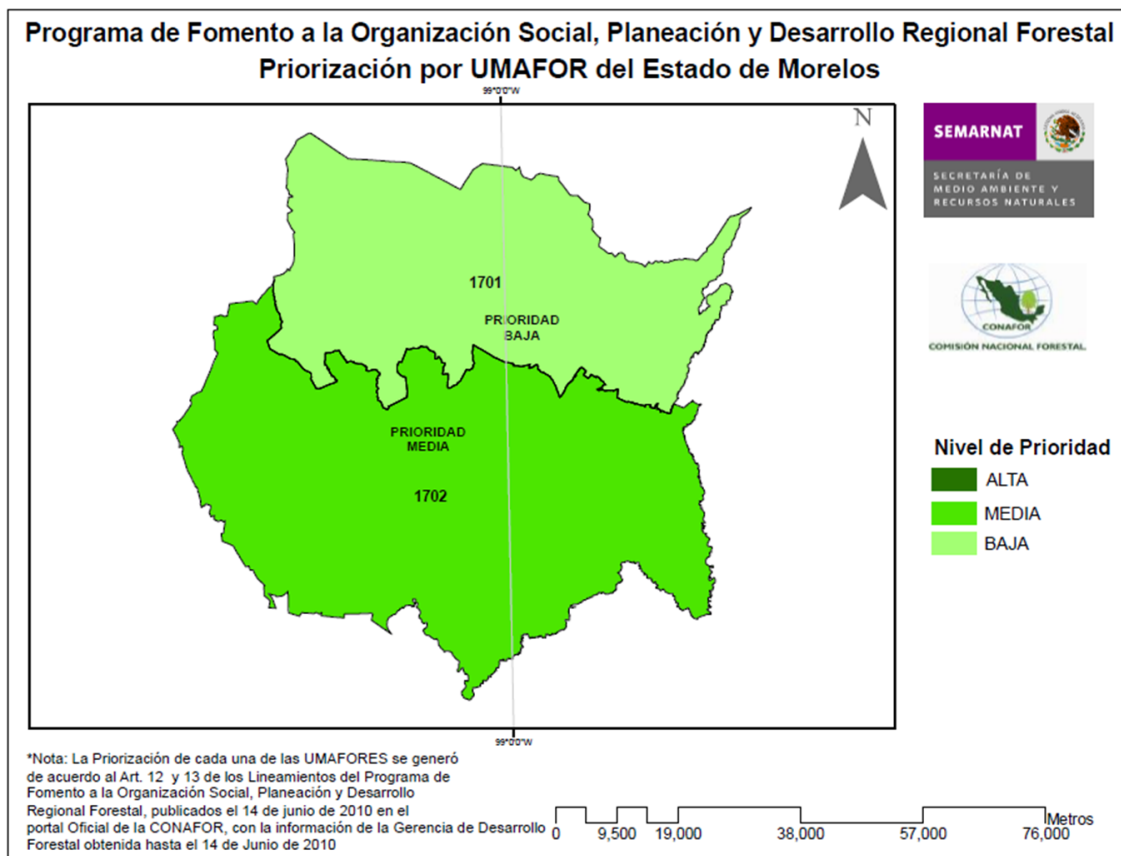 Programa de Fomento a la Organización Social, Planeación y Desarrollo Regional Forestal
Priorización por UMAFOR del Estado de Morelos
99°0'0"W
N
SEMARNAT
SECRETARÍA DE
MEDIO AMBIENTE Y
RECURSOS NATURALES
1701
PRIORIDAD
BAJA
CONAFOR
COMISIÓN NACIONAL FORESTAL
PRIORIDAD
MEDIA
1702
Nivel de Prioridad
ALTA
MEDIA
BAJA
99°0'0"W
*Nota: La Priorización de cada una de las UMAFORES se generó
de acuerdo al Art. 12 y 13 de los Lineamientos del Programa de
Fomento a la Organización Social, Planeación y Desarrollo
Regional Forestal, publicados el 14 de junio de 2010 en el
portal Oficial de la CONAFOR, con la información de la Gerencia de Desarrollo
Forestal obtenida hasta el 14 de Junio de 2010
Metros
0 9,500 19,000 38,000 57,000 76,000